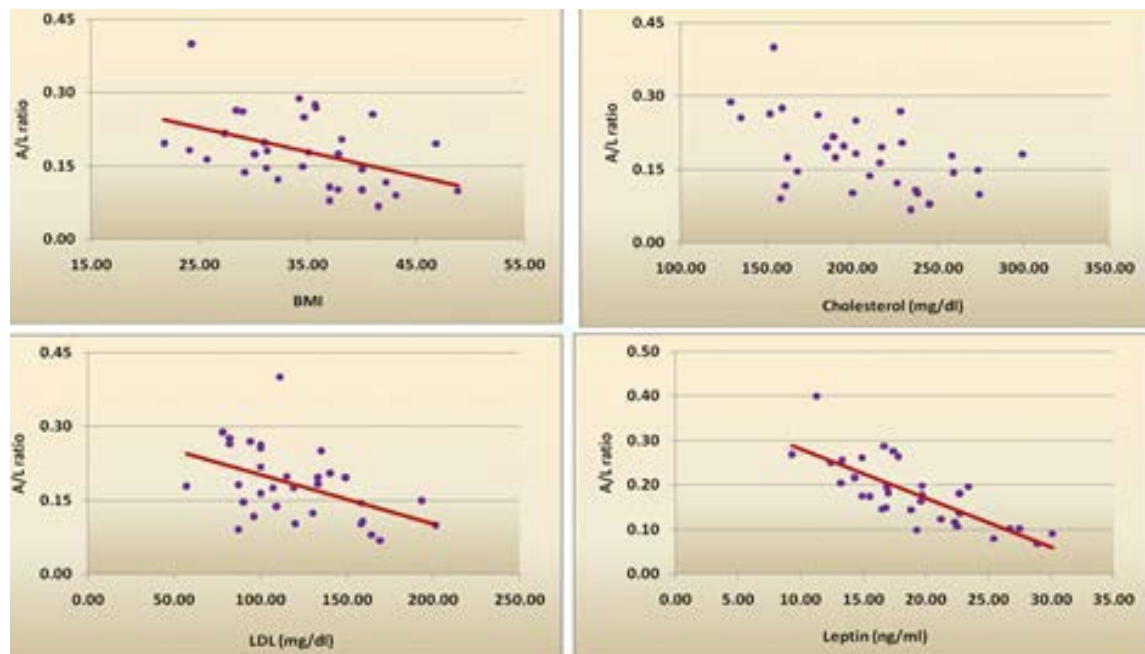 0.45
0.30
0.15
0.00
A/L ratio
15.00 25.00 35.00 45.00 55.00
BMI
0.45
0.30
0.15
0.00
A/L ratio
100.00 150.00 200.00 250.00 300.00 350.00
Cholesterol (mg/dl)
0.45
0.30
0.15
0.00
A/L ratio
0.00 50.00 100.00 150.00 200.00 250.00
LDL (mg/dl)
0.50
0.40
0.30
0.20
0.10
0.00
A/L ratio
0.00 5.00 10.00 15.00 20.00 25.00 30.00 35.00
Leptin (ng/ml)